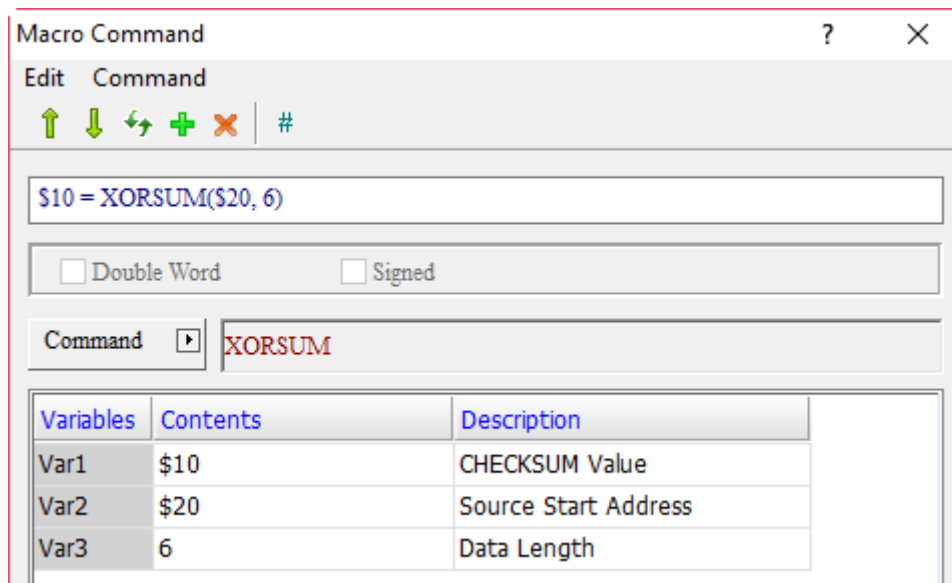 Macro Command ?
Edit Command
#
$10 = XORSUM($20, 6)
Double Word Signed
Command XORSUM
Variables Contents Description
Var1 $10 CHECKSUM Value
Var2 $20 Source Start Address
Var3 6 Data Length